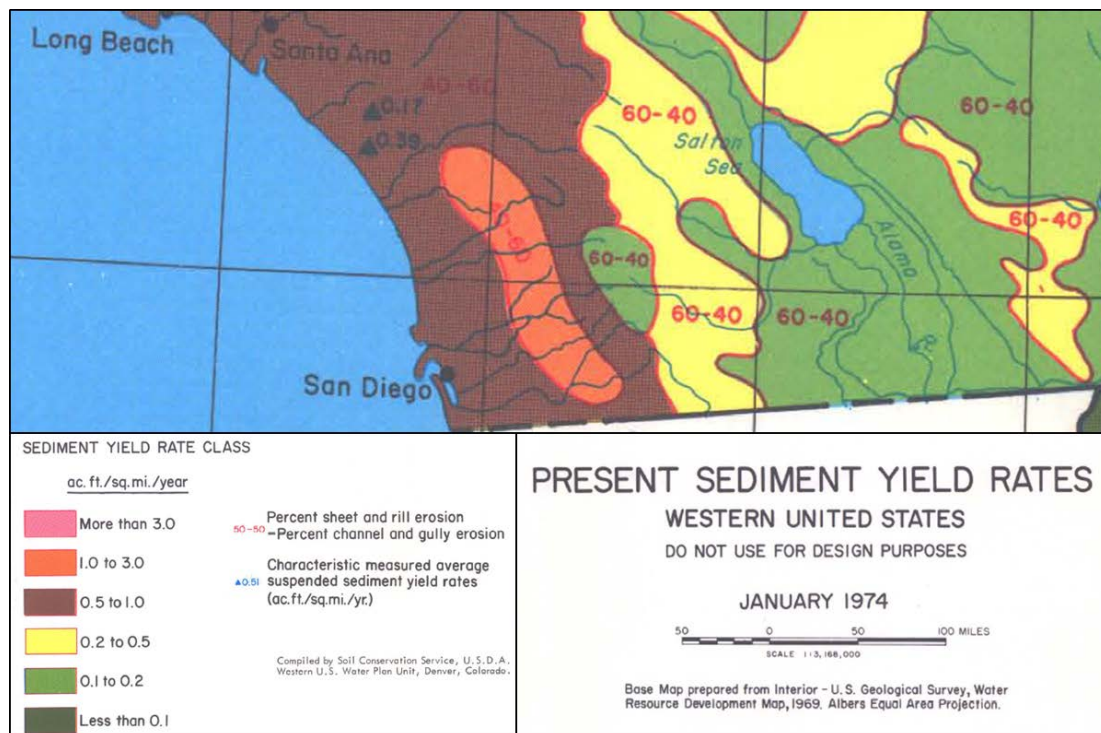 Long Beach
Santa Ana
40-60
▲0.17
▲0.39
60-40
Salton
Sea
60-40
60-40
40-60
60-40
Alamo
R.
60-40
60-40
San Diego
SEDIMENT YIELD RATE CLASS
ac. ft./sq. mi./year
More than 3.0
1.0 to 3.0
0.5 to 1.0
0.2 to 0.5
0.1 to 0.2
Less than 0.1
50-50 Percent sheet and rill erosion
-Percent channel and gully erosion
Characteristic measured average
▲0.51 suspended sediment yield rates
(ac.ft./sq.mi./yr.)
Compiled by Soil Conservation Service, U.S.D.A.
Western U.S. Water Plan Unit, Denver, Colorado.
PRESENT SEDIMENT YIELD RATES
WESTERN UNITED STATES
DO NOT USE FOR DESIGN PURPOSES
JANUARY 1974
50 0 50 100 MILES
SCALE 1:3,168,000
Base Map prepared from Interior - U.S. Geological Survey, Water
Resource Development Map, 1969. Albers Equal Area Projection.